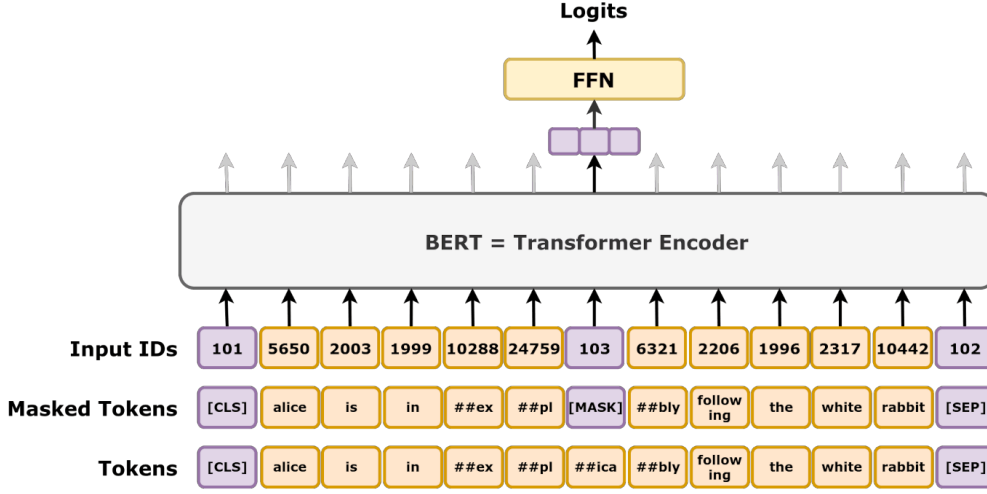 Logits
FFN
BERT = Transformer Encoder
Input IDs 101 5650 2003 1999 10288 24759 103 6321 2206 1996 2317 10442 102
Masked Tokens [CLS] alice is in ##ex ##pl [MASK] ##bly follow ing the white rabbit [SEP]
Tokens [CLS] alice is in ##ex ##pl ##ica ##bly follow ing the white rabbit [SEP]